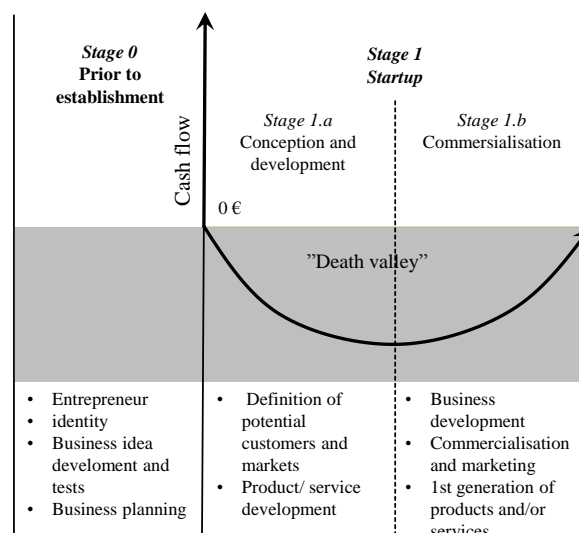 Stage 0
Prior to
establishment
Stage 1
Startup
Stage 1.a
Conception and
development
Stage 1.b
Commersialisation
Cash flow
0 €
”Death valley”
• Entrepreneur
• identity
• Business idea
develoment and
tests
• Business planning
• Definition of
potential
customers and
markets
• Product/ service
development
• Business
development
• Commercialisation
and marketing
• 1st generation of
products and/or
services